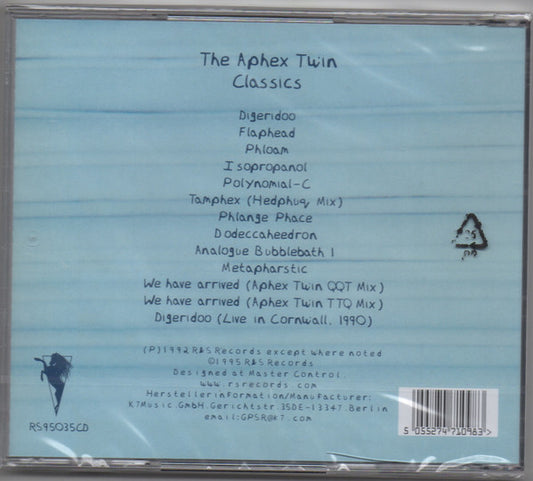 The Aphex Twin
Classics
Digeridoo
Flaphead
Phloam
Isopropanol
Polynomial-C
Tamphex (Hedphuq Mix)
Phlange Phace
Dodeccaheedron
Analogue Bubblebath 1
Metapharstic
We have arrived (Aphex Twin QQT Mix)
We have arrived (Aphex Twin TTQ Mix)
Digeridoo (Live in Cornwall, 1990)
(P)1992 R&S Records except where noted
©1995 R&S Records
Designed at Master Control.
www.rsrecords.com
Herstellerinformation/Manufacturer:
K7Music GmbH Gerichtstr.35DE-13347 Berlin
email:GPSR@k7.com
RS95035CD
5 055274 710963 >